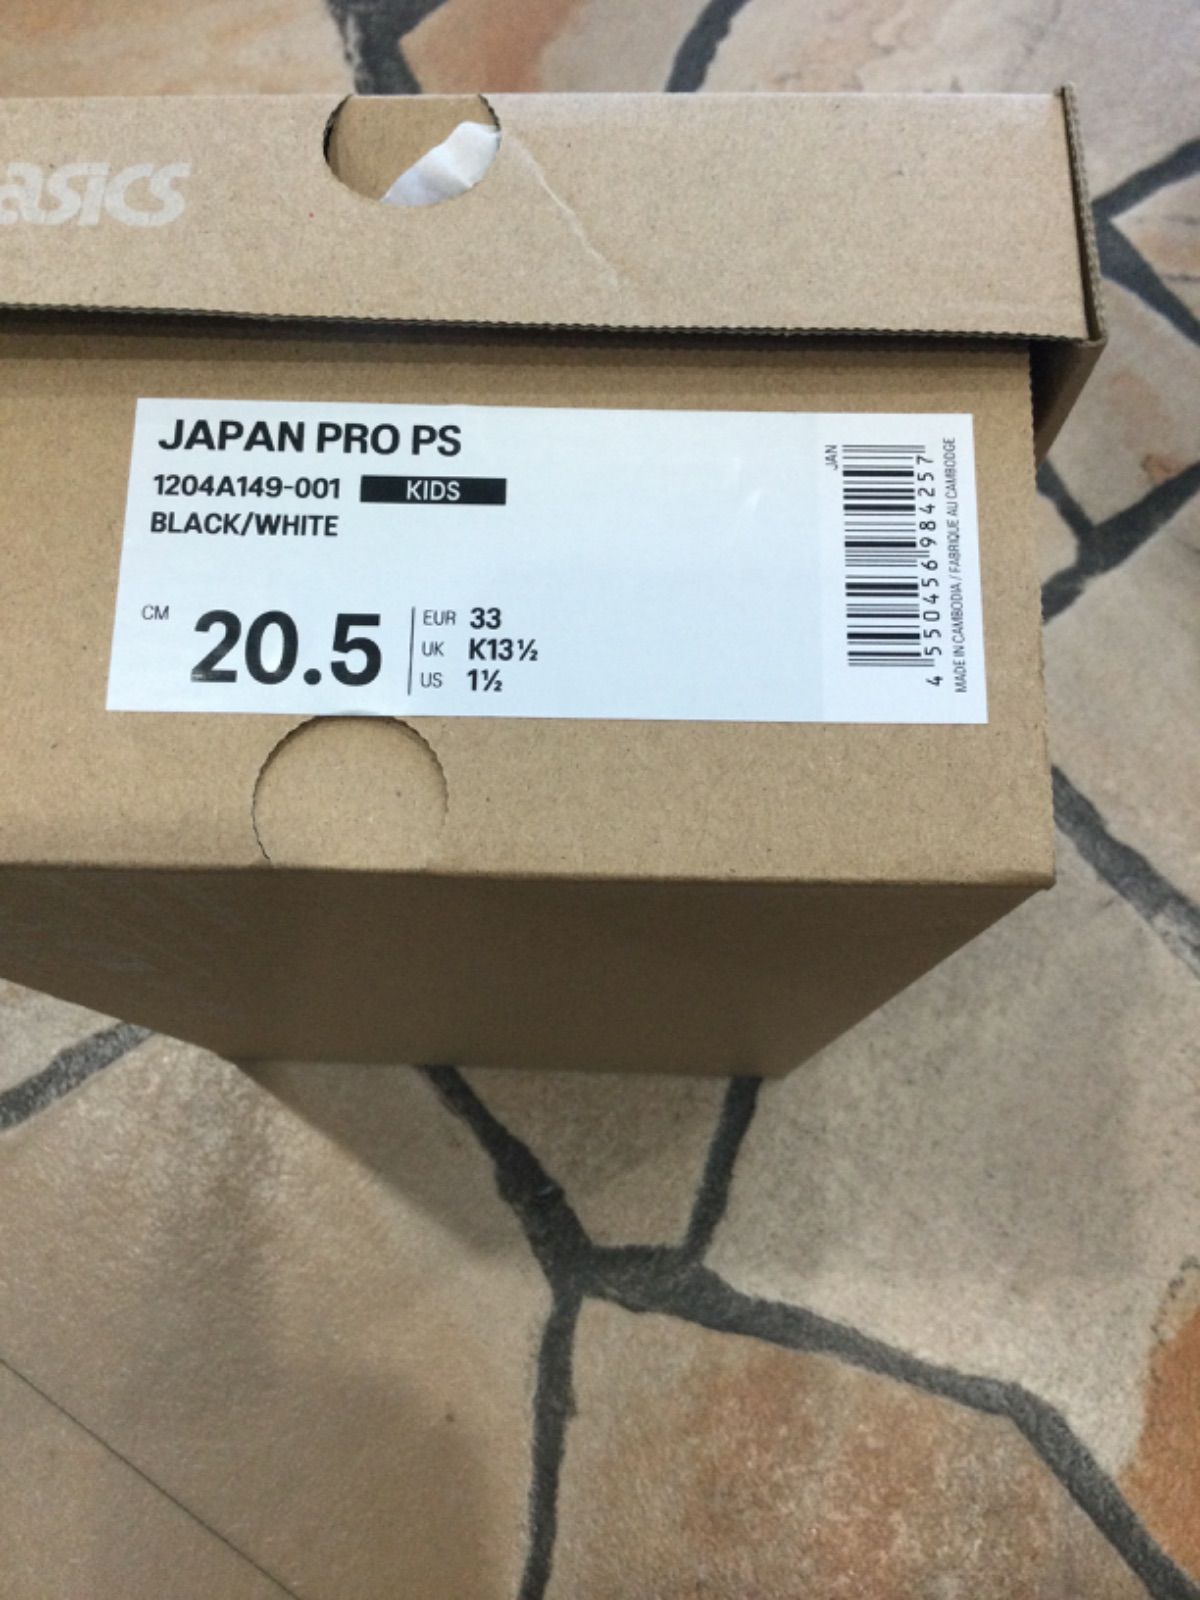 asics
JAPAN PRO PS
1204A149-001 KIDS
BLACK/WHITE
CM 20.5
EUR 33
UK K13½
US 1½
JAN
4 550456 984257
MADE IN CAMBODIA / FABRIQUE AU CAMBODGE